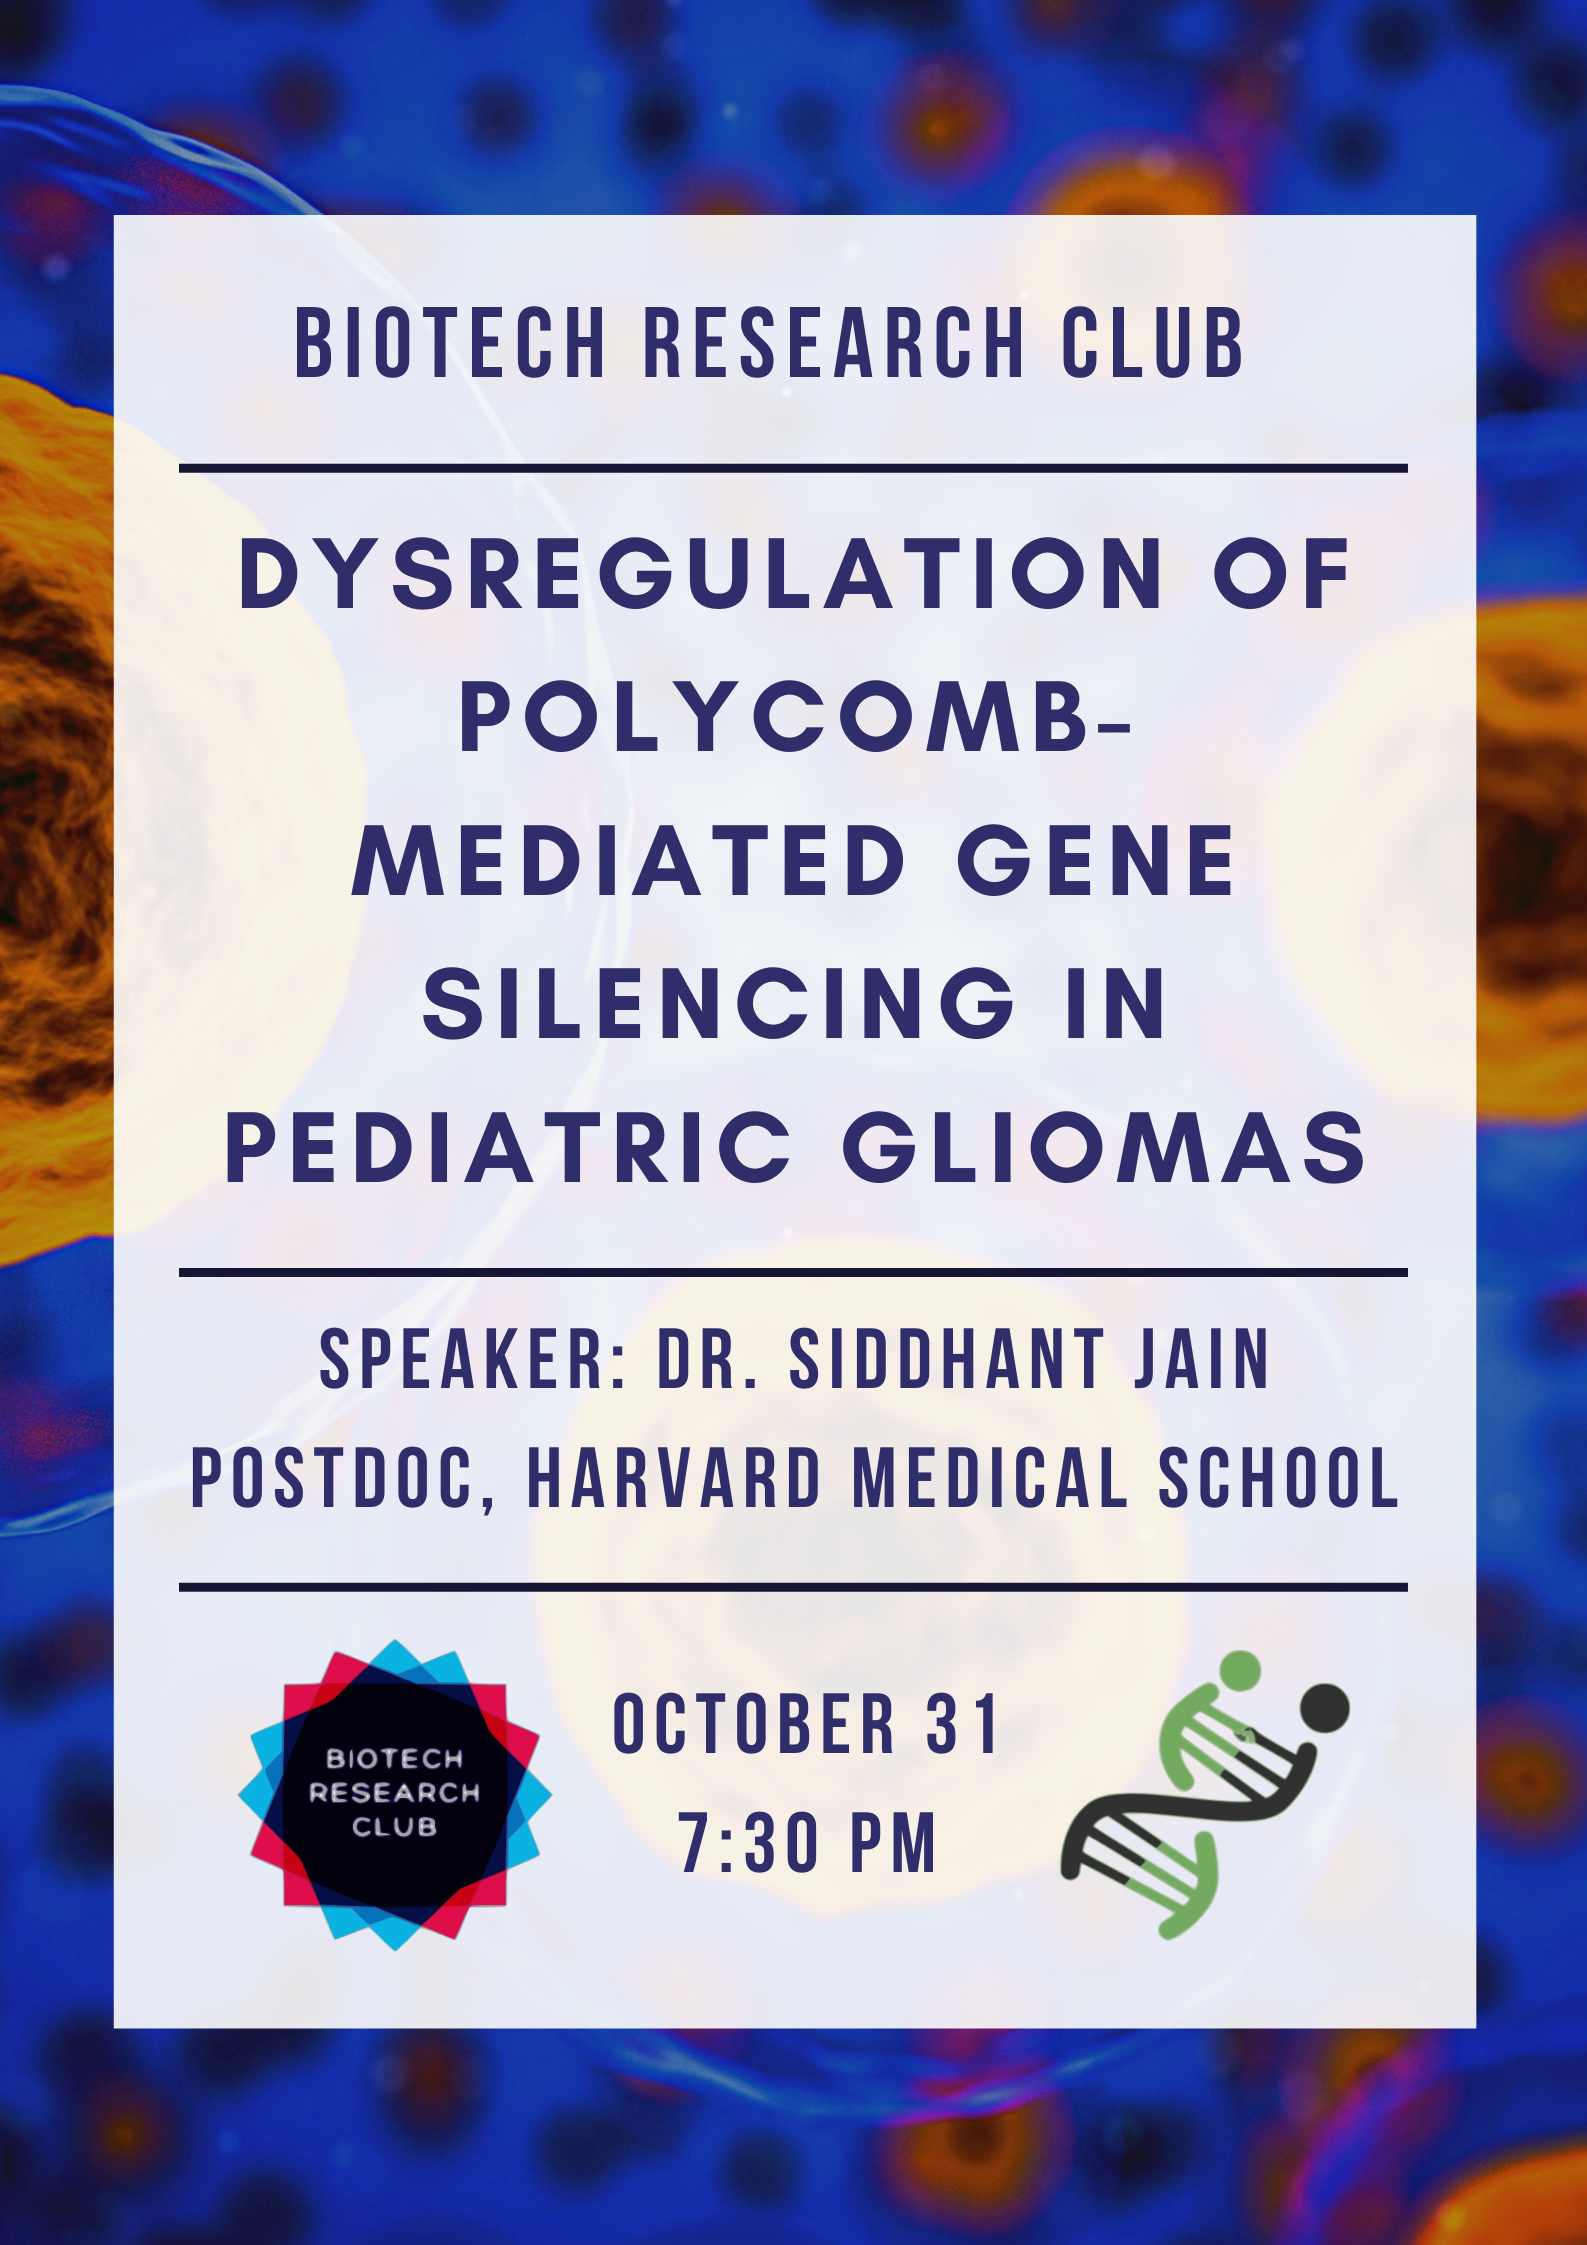 BIOTECH RESEARCH CLUB
DYSREGULATION OF
POLYCOMB-
MEDIATED GENE
SILENCING IN
PEDIATRIC GLIOMAS
SPEAKER: DR. SIDDHANT JAIN
POSTDOC, HARVARD MEDICAL SCHOOL
BIOTECH
RESEARCH
CLUB
OCTOBER 31
7:30 PM